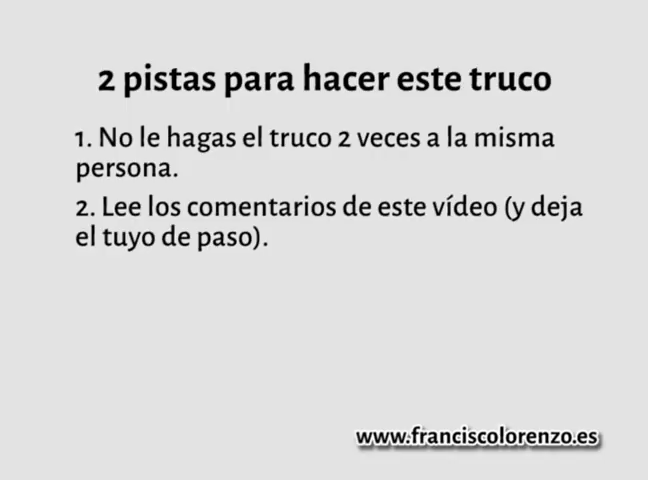 2 pistas para hacer este truco
1. No le hagas el truco 2 veces a la misma
persona.
2. Lee los comentarios de este vídeo (y deja
el tuyo de paso).
www.franciscolorenzo.es